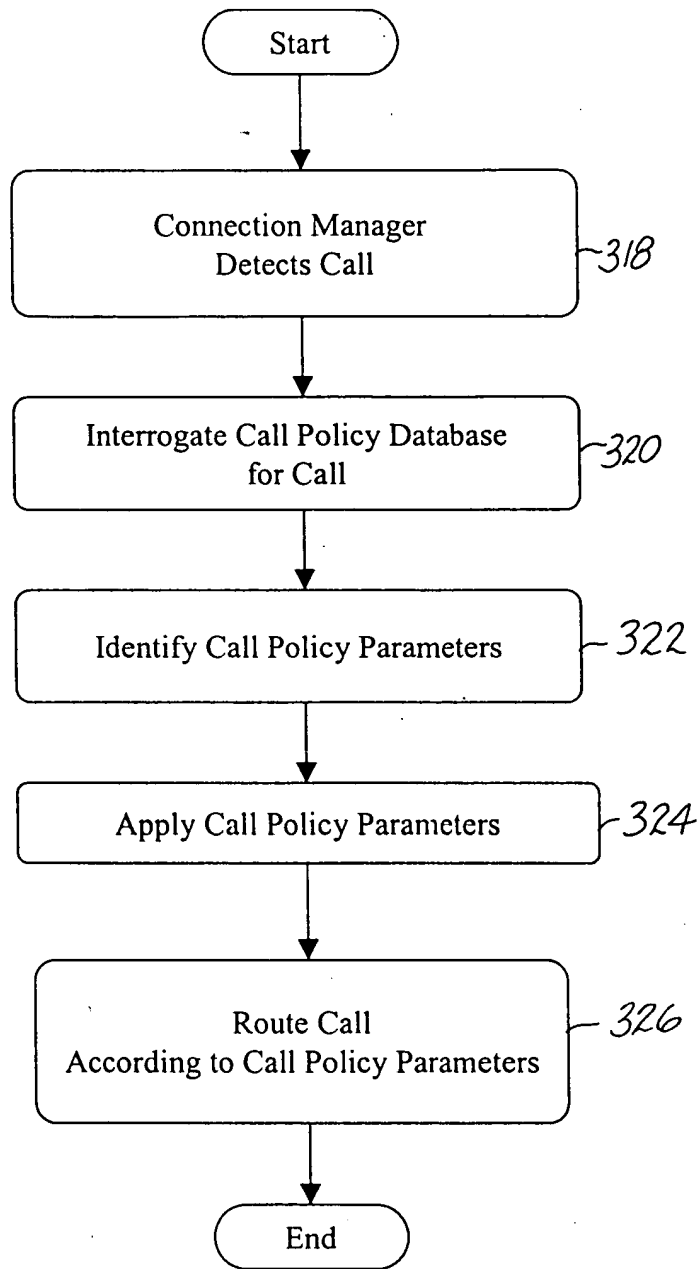 Start
Connection Manager
Detects Call
318
Interrogate Call Policy Database
for Call
320
Identify Call Policy Parameters
322
Apply Call Policy Parameters
324
Route Call
According to Call Policy Parameters
326
End